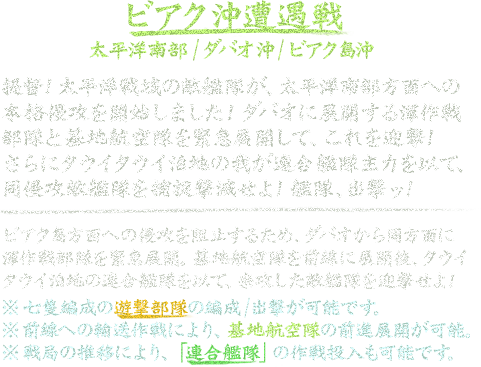 ビアク沖遭遇戦
太平洋南部/ダバオ沖/ビアク島沖
提督！太平洋戦域の敵艦隊が、太平洋南部方面への
本格侵攻を開始しました！ダバオに展開する渾作戦
部隊と基地航空隊を緊急展開して、これを迎撃！
さらにタウイタウイ泊地の我が連合艦隊主力を以て、
同侵攻敵艦隊を捕捉撃滅せよ！艦隊、出撃ッ！
ビアク島方面への侵攻を阻止するため、ダバオから同方面に
渾作戦部隊を緊急展開。基地航空隊を前線に展開後、タウイ
タウイ泊地の連合艦隊を以て、来攻した敵艦隊を迎撃せよ！
※七隻編成の遊撃部隊の編成/出撃が可能です。
※前線への輸送作戦により、基地航空隊の前進展開が可能。
※戦局の推移により、「連合艦隊」の作戦投入も可能です。